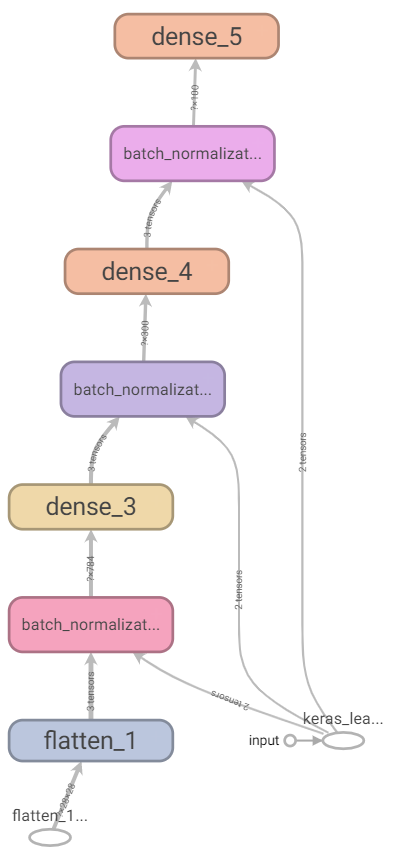 dense_5
?×100
batch_normalizat...
3 tensors
dense_4
?×300
batch_normalizat...
3 tensors
2 tensors
dense_3
?×784
2 tensors
batch_normalizat...
2 tensors
3 tensors
keras_lea...
flatten_1
input
?×28×28
flatten_1...